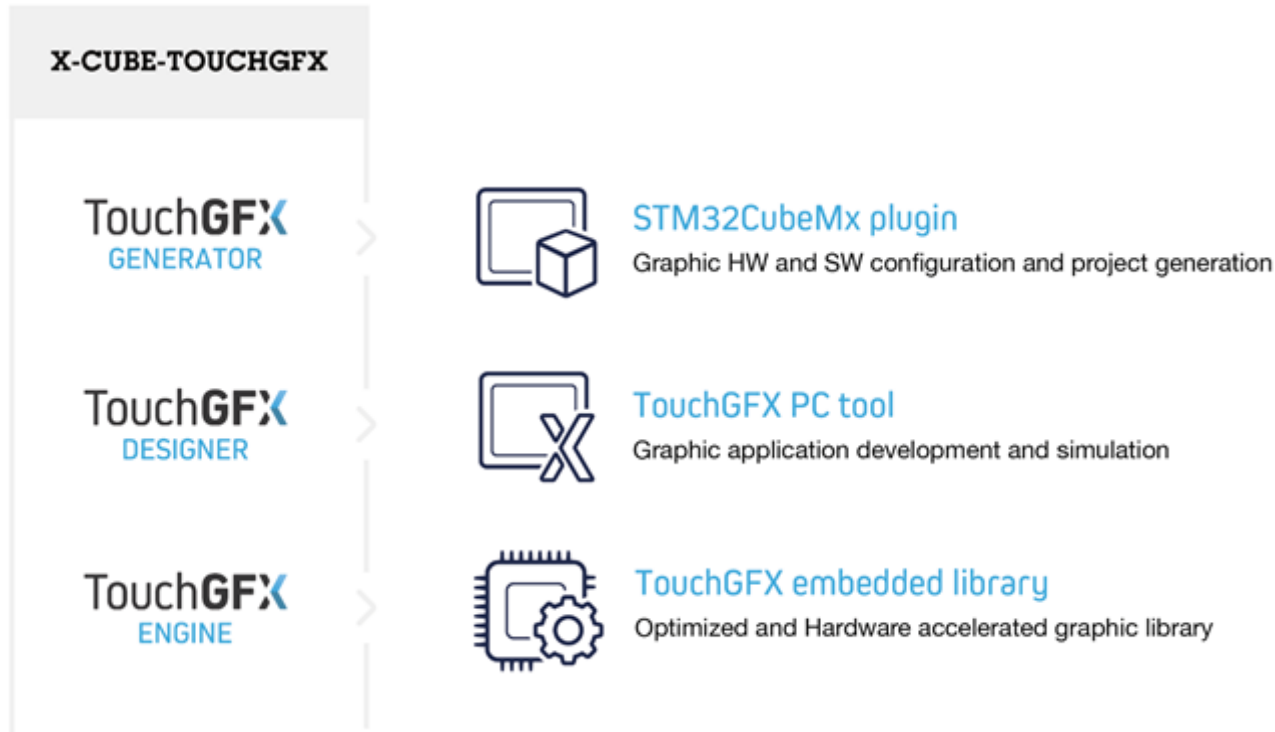 X-CUBE-TOUCHGFX
TouchGFX
GENERATOR
STM32CubeMx plugin
Graphic HW and SW configuration and project generation
TouchGFX
DESIGNER
TouchGFX PC tool
Graphic application development and simulation
TouchGFX
ENGINE
TouchGFX embedded library
Optimized and Hardware accelerated graphic library